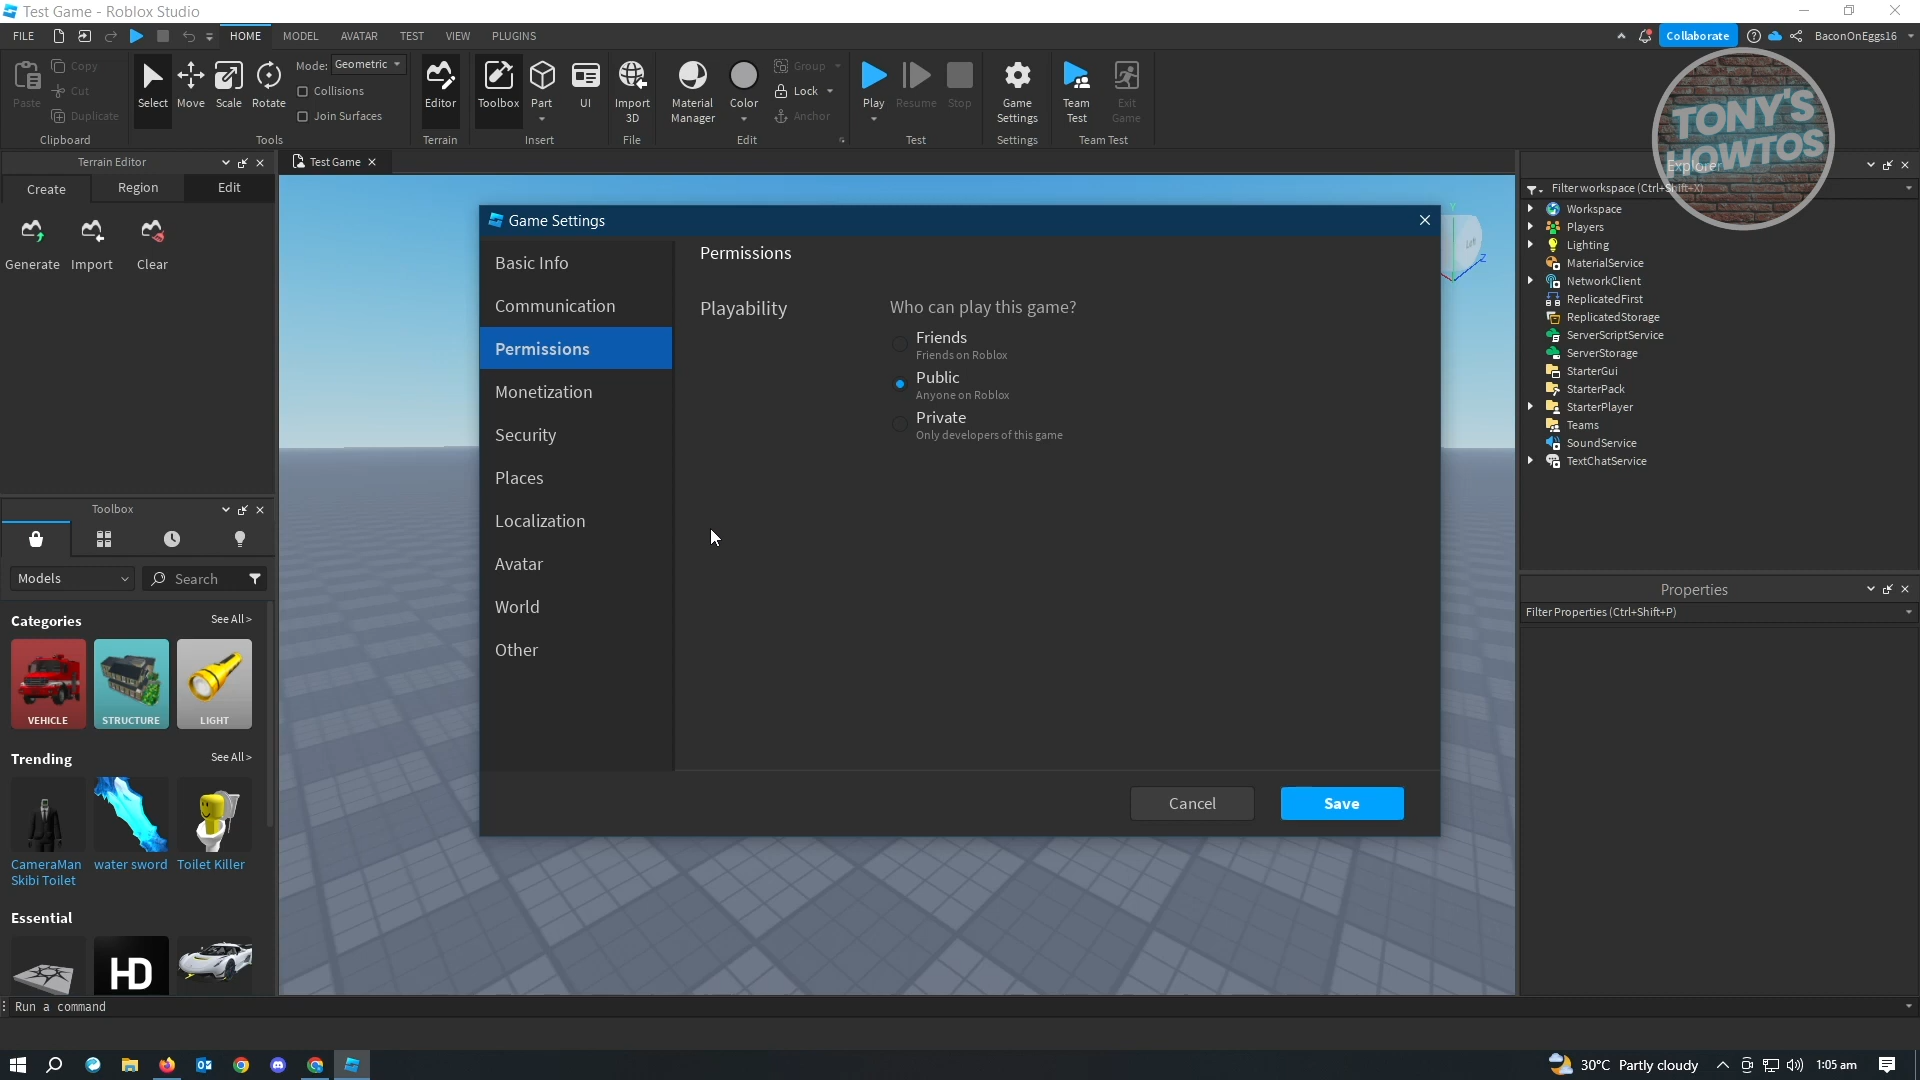 Test Game - Roblox Studio
FILE HOME MODEL AVATAR TEST VIEW PLUGINS Collaborate BaconOnEggs16
Paste Copy Cut Duplicate Clipboard
Select Move Scale Rotate Mode: Geometric Collisions Join Surfaces Tools
Editor Terrain
Toolbox Part UI Insert
Import 3D File
Material Manager Color Group Lock Anchor Edit
Play Resume Stop Test
Game Settings Settings
Team Test Exit Game Team Test
TONY'S
HOWTOS
Terrain Editor
Create Region Edit
Generate Import Clear
Test Game
Game Settings
Basic Info
Communication
Permissions
Monetization
Security
Places
Localization
Avatar
World
Other
Permissions
Playability
Who can play this game?
Friends
Friends on Roblox
Public
Anyone on Roblox
Private
Only developers of this game
Cancel Save
Y
Z
Toolbox
Models Search
Categories See All >
VEHICLE STRUCTURE LIGHT
Trending See All >
CameraMan Skibi Toilet
water sword
Toilet Killer
Essential
HD
Explorer
Filter workspace (Ctrl+Shift+X)
Workspace
Players
Lighting
MaterialService
NetworkClient
ReplicatedFirst
ReplicatedStorage
ServerScriptService
ServerStorage
StarterGui
StarterPack
StarterPlayer
Teams
SoundService
TextChatService
Properties
Filter Properties (Ctrl+Shift+P)
Run a command
30°C Partly cloudy 1:05 am